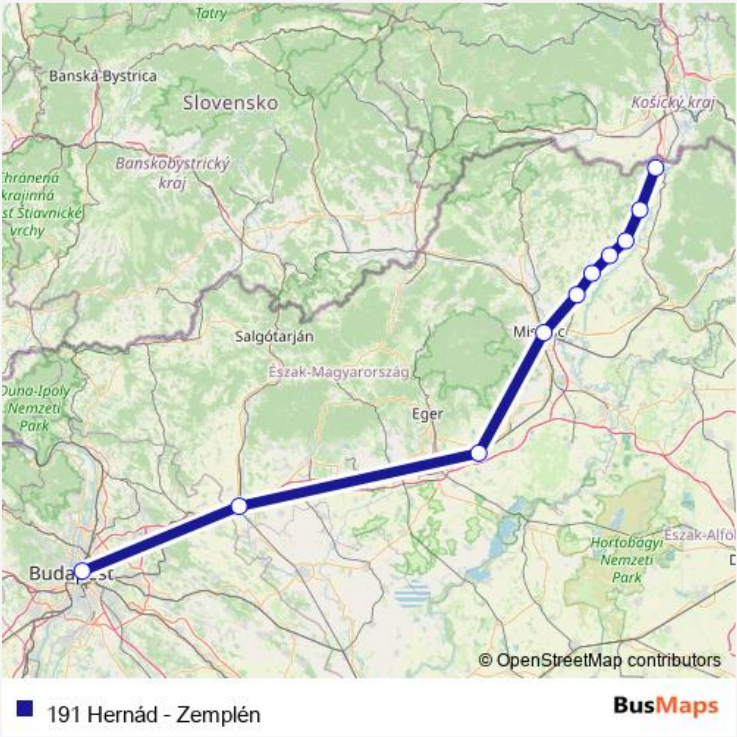 Tatry
Banská Bystrica
Slovensko
Košický kraj
Banskobystrický
kraj
Chránená
krajinná
st Štiavnické
vrchy
Salgótarján
Észak-Magyarország
Duna-Ipoly
Nemzeti
Park
Eger
Hortobágyi
Nemzeti
Park
Észak-Alföl
Budapest
© OpenStreetMap contributors
191 Hernád - Zemplén
BusMaps